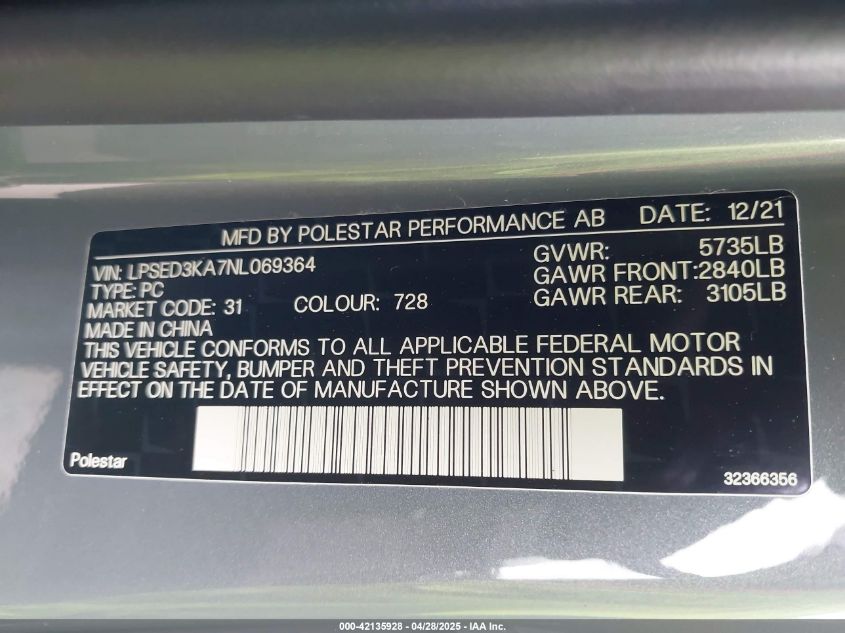 MFD BY POLESTAR PERFORMANCE AB DATE: 12/21
VIN: LPSED3KA7NL069364 GVWR: 5735LB
TYPE: PC GAWR FRONT: 2840LB
MARKET CODE: 31 COLOUR: 728 GAWR REAR: 3105LB
MADE IN CHINA
THIS VEHICLE CONFORMS TO ALL APPLICABLE FEDERAL MOTOR
VEHICLE SAFETY, BUMPER AND THEFT PREVENTION STANDARDS IN
EFFECT ON THE DATE OF MANUFACTURE SHOWN ABOVE.
Polestar 32366356
000-42135928 - 04/28/2025 - IAA Inc.